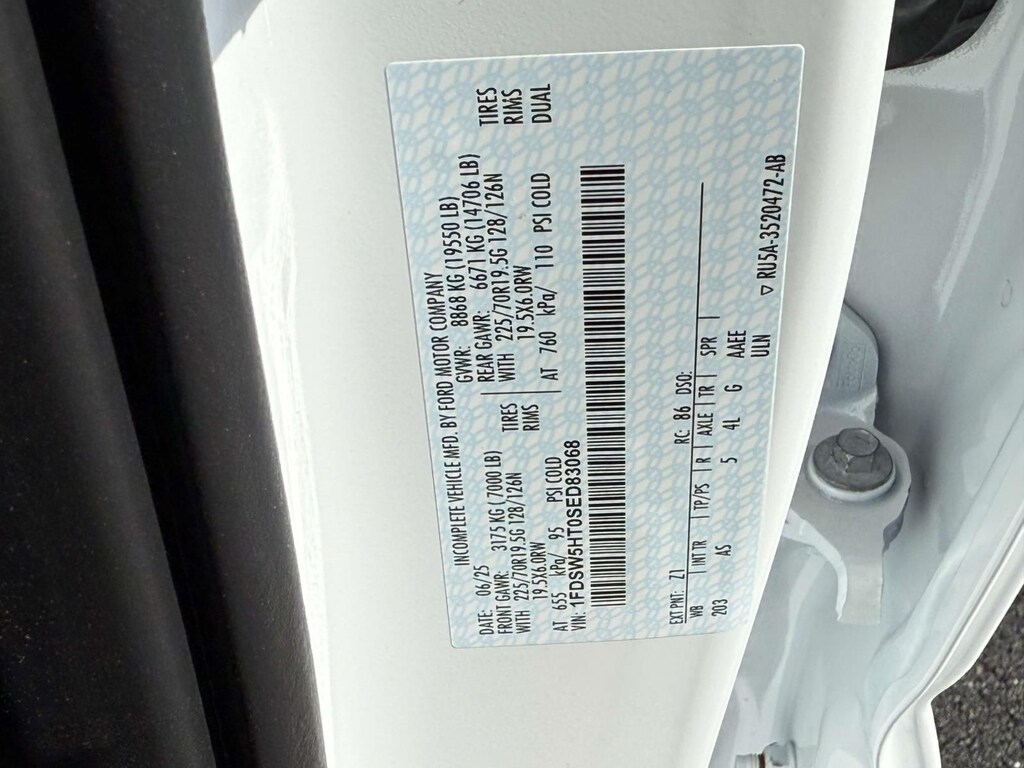 INCOMPLETE VEHICLE MFD. BY FORD MOTOR COMPANY
DATE: 06/25 GVWR: 8868 KG (19550 LB)
FRONT GAWR: 3175 KG (7000 LB) REAR GAWR: 6671 KG (14706 LB)
WITH 225/70R19.5G 128/126N TIRES WITH 225/70R19.5G 128/126N TIRES
19.5X6.0RW RIMS 19.5X6.0RW RIMS
AT 655 kPa/ 95 PSI COLD AT 760 kPa/ 110 PSI COLD DUAL
VIN: 1FDSW5HT0SED83068
EXT PNT: Z1 RC: 86 DSO:
WB INT TR TP/PS R AXLE TR SPR
203 AS 5 4L G AAEE
ULN
▽ RU5A-3520472-AB